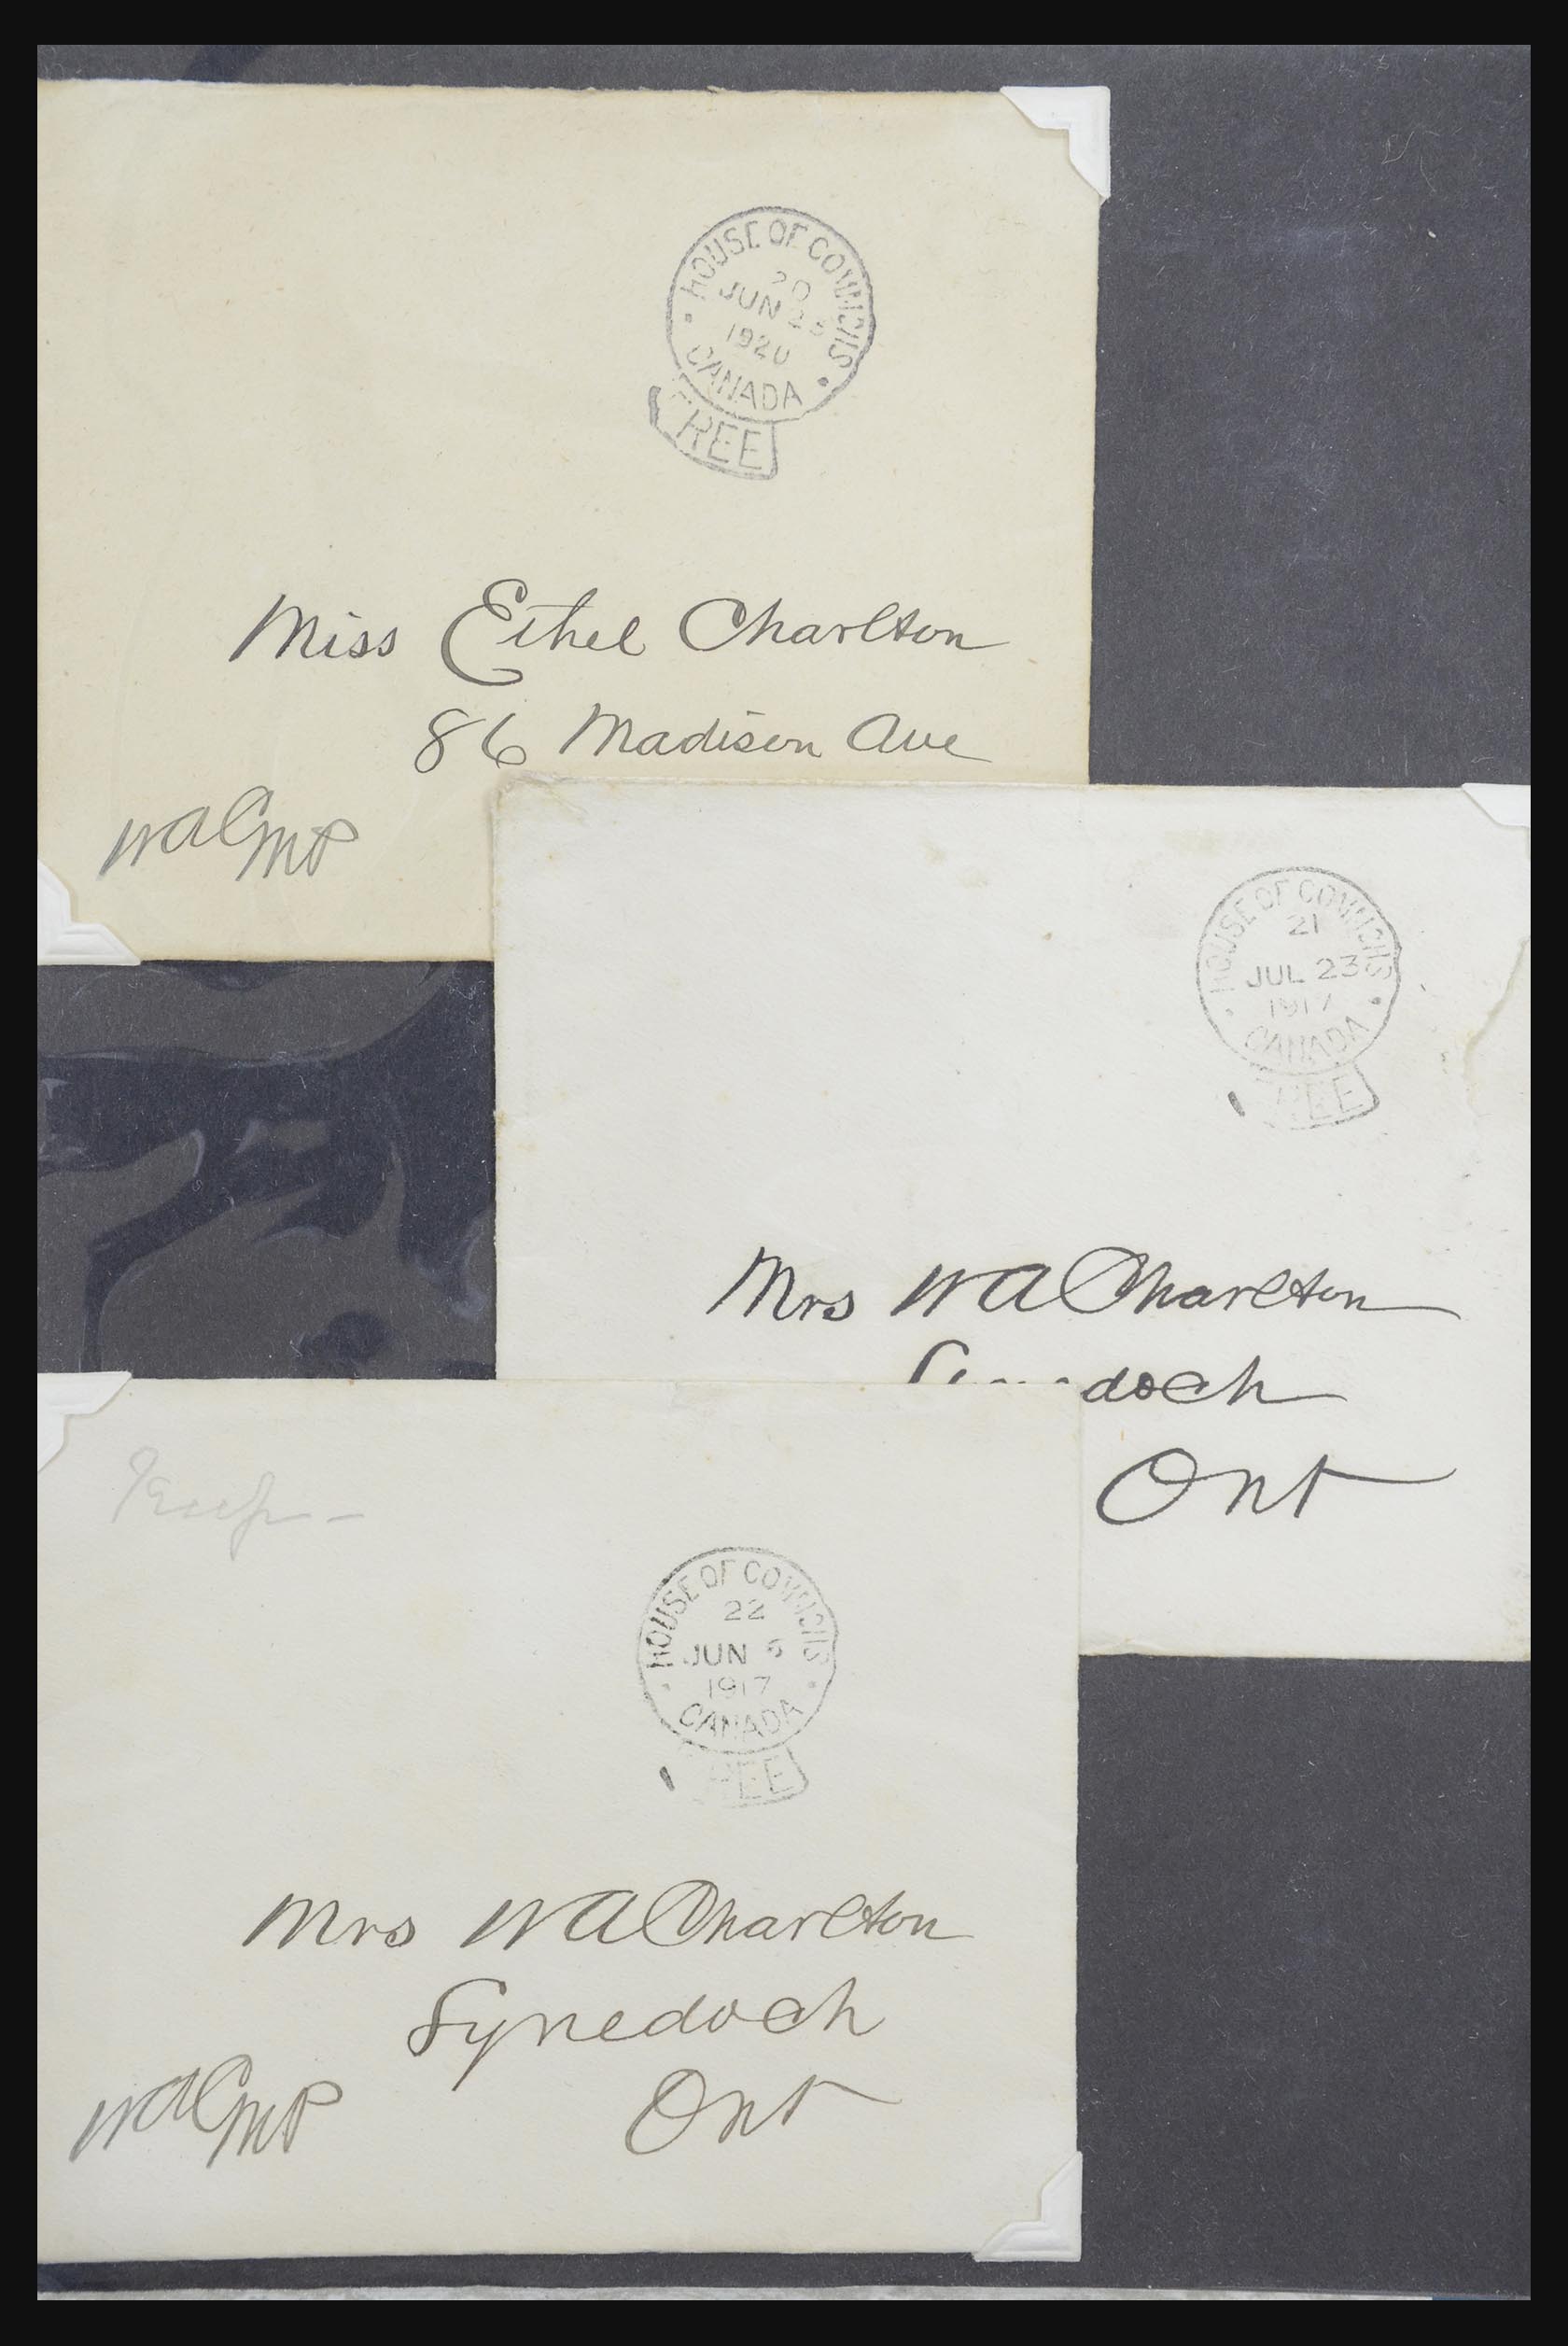 HOUSE OF COMMONS
20
JUN 25
1920
CANADA
FREE
Miss Ethel Charlton
86 Madison Ave
WACMP
HOUSE OF COMMONS
21
JUL 23
1917
CANADA
FREE
Mrs WA Charlton
doch
Ont
HOUSE OF COMMONS
22
JUN 5
1917
CANADA
FREE
Mrs WA Charlton
Lynedoch
Ont
WACMP